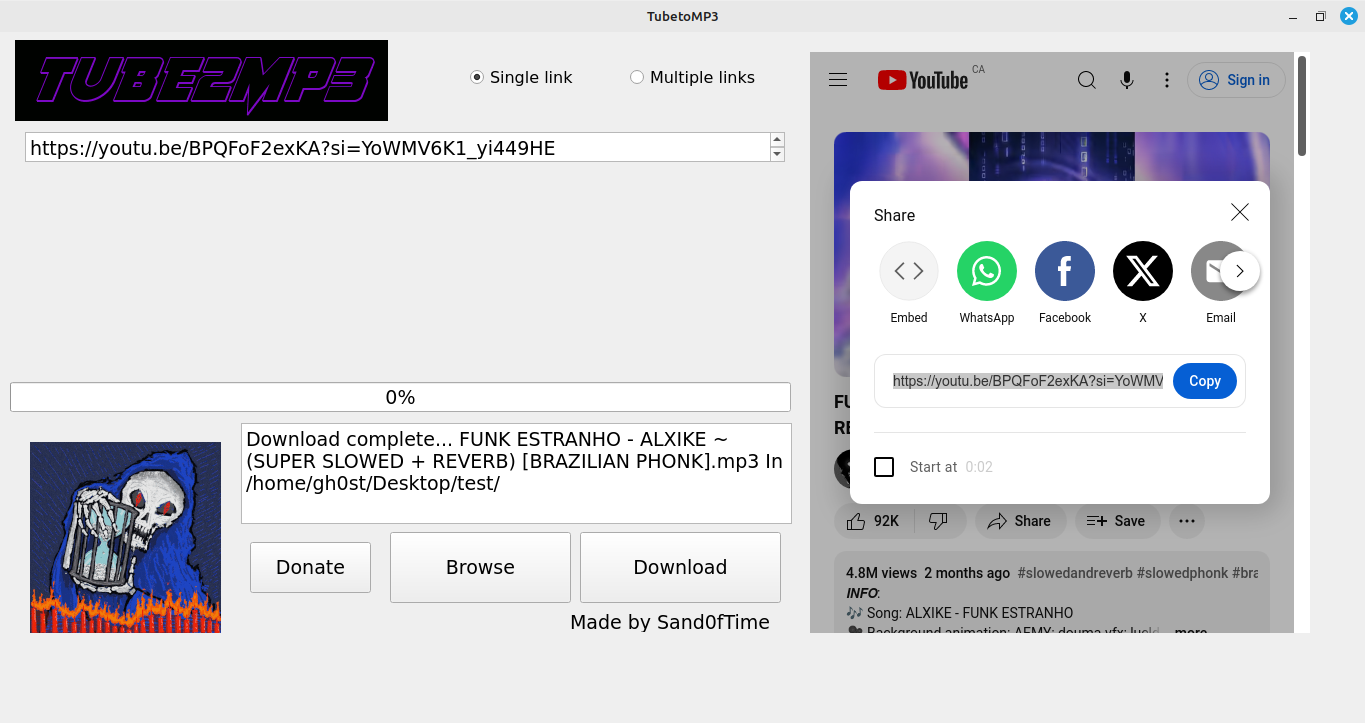 TubetoMP3
TUBE2MP3
Single link
Multiple links
https://youtu.be/BPQFoF2exKA?si=YoWMV6K1_yi449HE
0%
Download complete... FUNK ESTRANHO - ALXIKE ~
(SUPER SLOWED + REVERB) [BRAZILIAN PHONK].mp3 In
/home/gh0st/Desktop/test/
Donate
Browse
Download
Made by Sand0fTime
YouTube CA
Sign in
Share
Embed
WhatsApp
Facebook
X
Email
https://youtu.be/BPQFoF2exKA?si=YoWMV
Copy
Start at 0:02
FU
RE
92K
Share
Save
4.8M views 2 months ago #slowedandreverb #slowedphonk #bra
INFO:
🎶 Song: ALXIKE - FUNK ESTRANHO
Background animation: AEMY; douma vfx;
...more